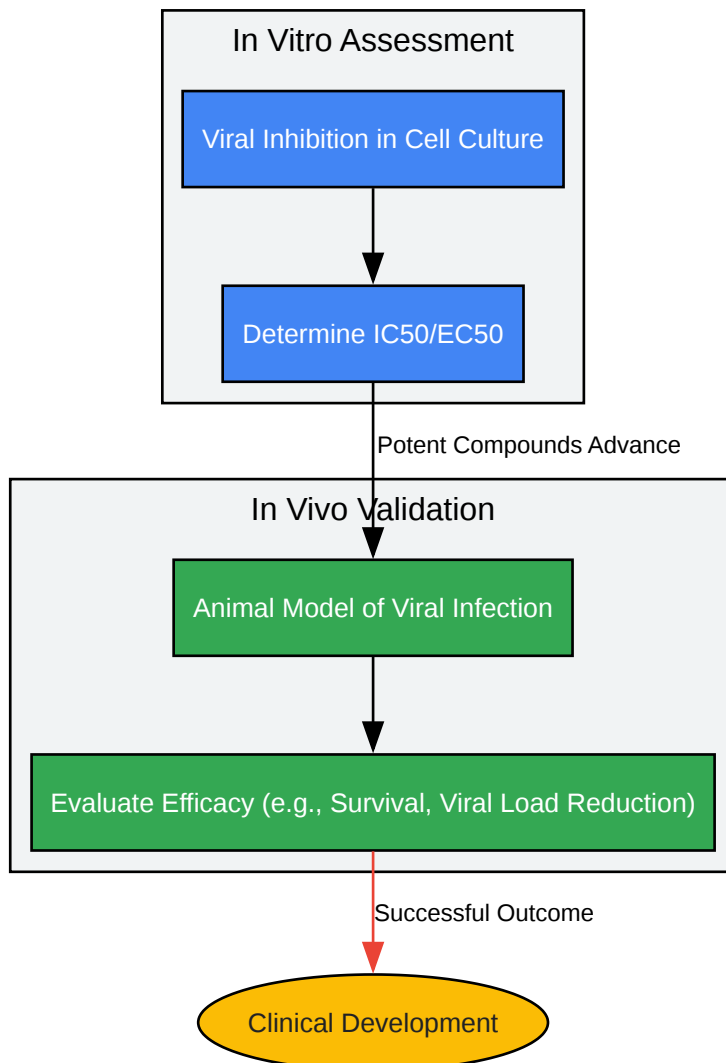 In Vitro Assessment
Viral Inhibition in Cell Culture
Determine IC50/EC50
Potent Compounds Advance
In Vivo Validation
Animal Model of Viral Infection
Evaluate Efficacy (e.g., Survival, Viral Load Reduction)
Successful Outcome
Clinical Development